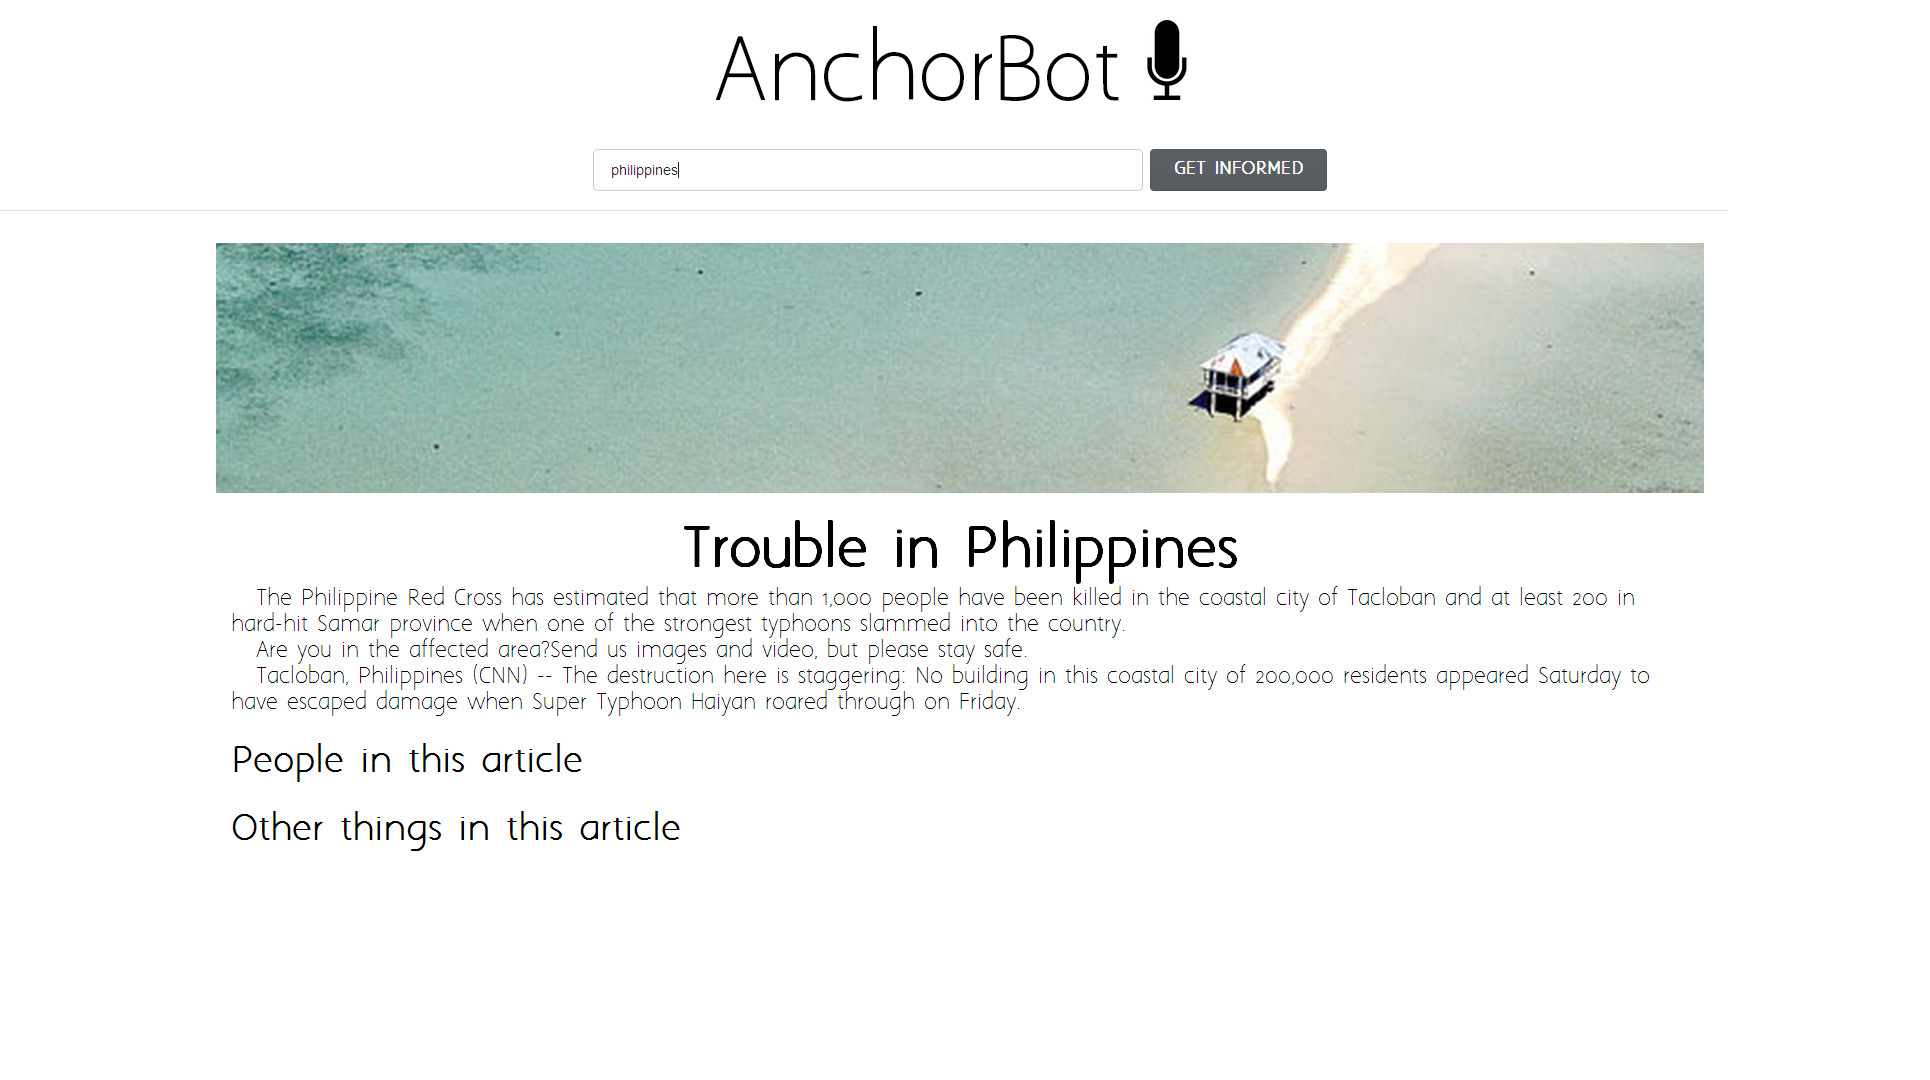 AnchorBot
philippines
GET INFORMED
Trouble in Philippines
The Philippine Red Cross has estimated that more than 1,000 people have been killed in the coastal city of Tacloban and at least 200 in
hard-hit Samar province when one of the strongest typhoons slammed into the country.
Are you in the affected area?Send us images and video, but please stay safe.
Tacloban, Philippines (CNN) -- The destruction here is staggering: No building in this coastal city of 200,000 residents appeared Saturday to
have escaped damage when Super Typhoon Haiyan roared through on Friday.
People in this article
Other things in this article